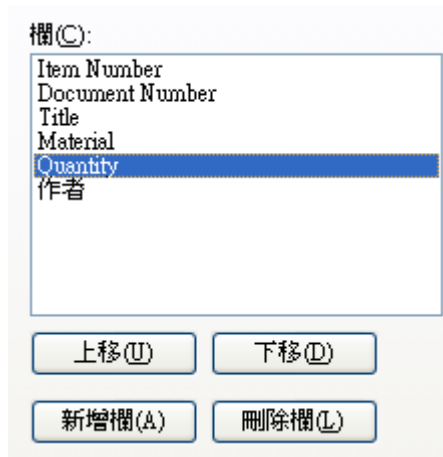 欄(C):
Item Number
Document Number
Title
Material
Quantity
作者
上移(U) 下移(D)
新增欄(A) 刪除欄(L)